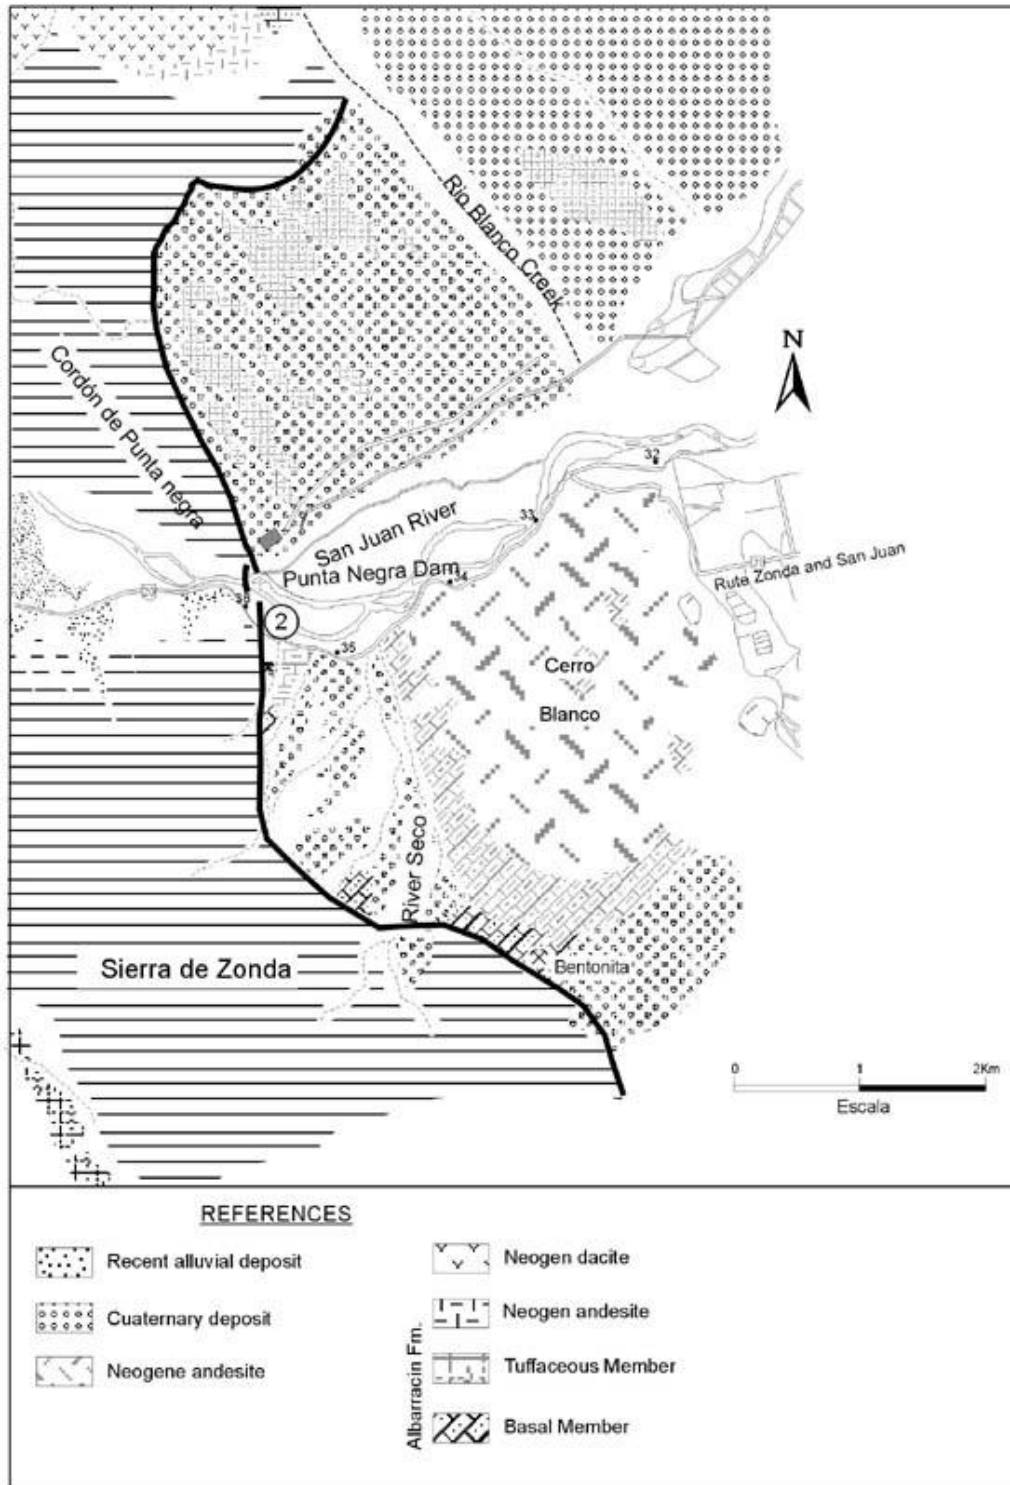 Rio Blanco Creek
N
Cordón de Punta negra
32
33
San Juan River
Punta Negra Dam
34
Rute Zonda and San Juan
2
35
Cerro
Blanco
River Seco
Bentonita
Sierra de Zonda
0 1 2Km
Escala
REFERENCES
Recent alluvial deposit
Cuaternary deposit
Neogene andesite
Albarracin Fm.
Neogen dacite
Neogen andesite
Tuffaceous Member
Basal Member